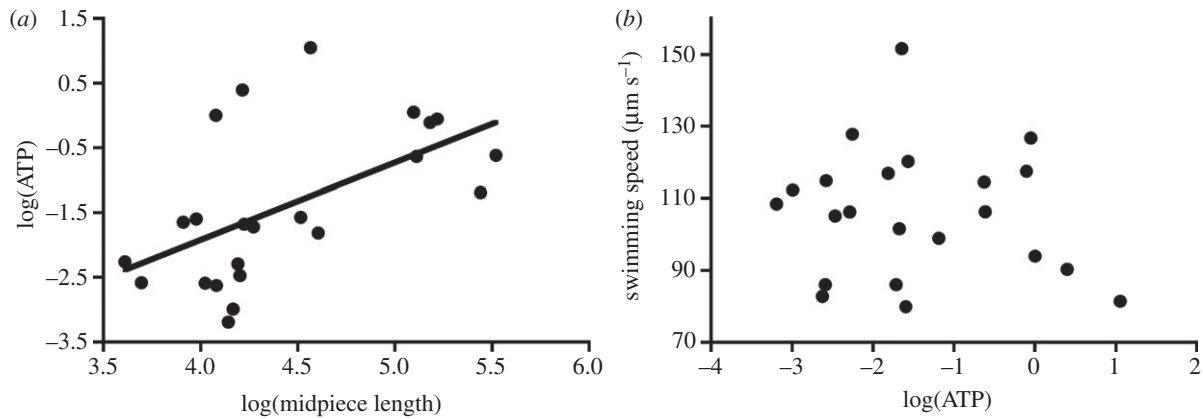 (a)
1.5
0.5
–0.5
–1.5
–2.5
–3.5
log(ATP)
3.5 4.0 4.5 5.0 5.5 6.0
log(midpiece length)
(b)
150
130
110
90
70
swimming speed (µm s⁻¹)
–4 –3 –2 –1 0 1 2
log(ATP)